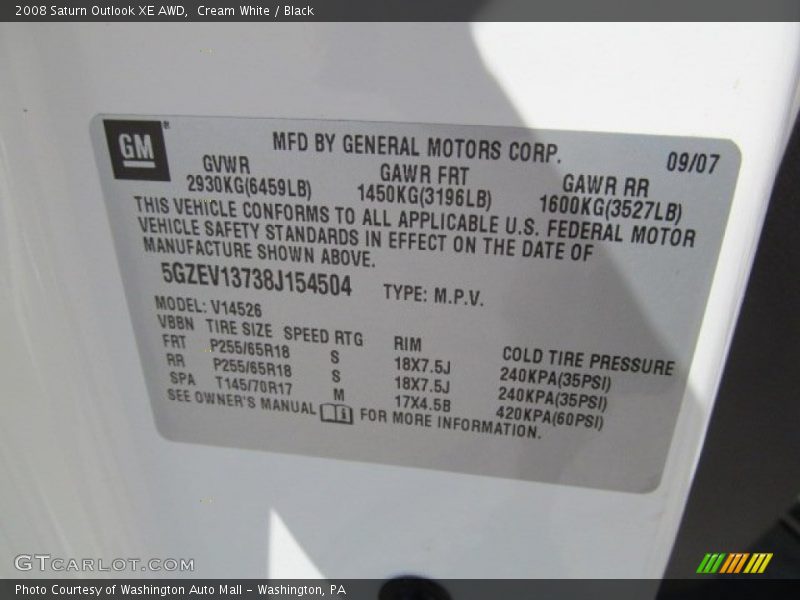 2008 Saturn Outlook XE AWD,  Cream White / Black
GM
MFD BY GENERAL MOTORS CORP.
09/07
GVWR GAWR FRT GAWR RR
2930KG(6459LB) 1450KG(3196LB) 1600KG(3527LB)
THIS VEHICLE CONFORMS TO ALL APPLICABLE U.S. FEDERAL MOTOR
VEHICLE SAFETY STANDARDS IN EFFECT ON THE DATE OF
MANUFACTURE SHOWN ABOVE.
5GZEV13738J154504 TYPE: M.P.V.
MODEL: V14526
VBBN TIRE SIZE SPEED RTG RIM COLD TIRE PRESSURE
FRT P255/65R18 S 18X7.5J 240KPA(35PSI)
RR P255/65R18 S 18X7.5J 240KPA(35PSI)
SPA T145/70R17 M 17X4.5B 420KPA(60PSI)
SEE OWNER'S MANUAL FOR MORE INFORMATION.
GTCARLOT.COM
Photo Courtesy of Washington Auto Mall - Washington, PA